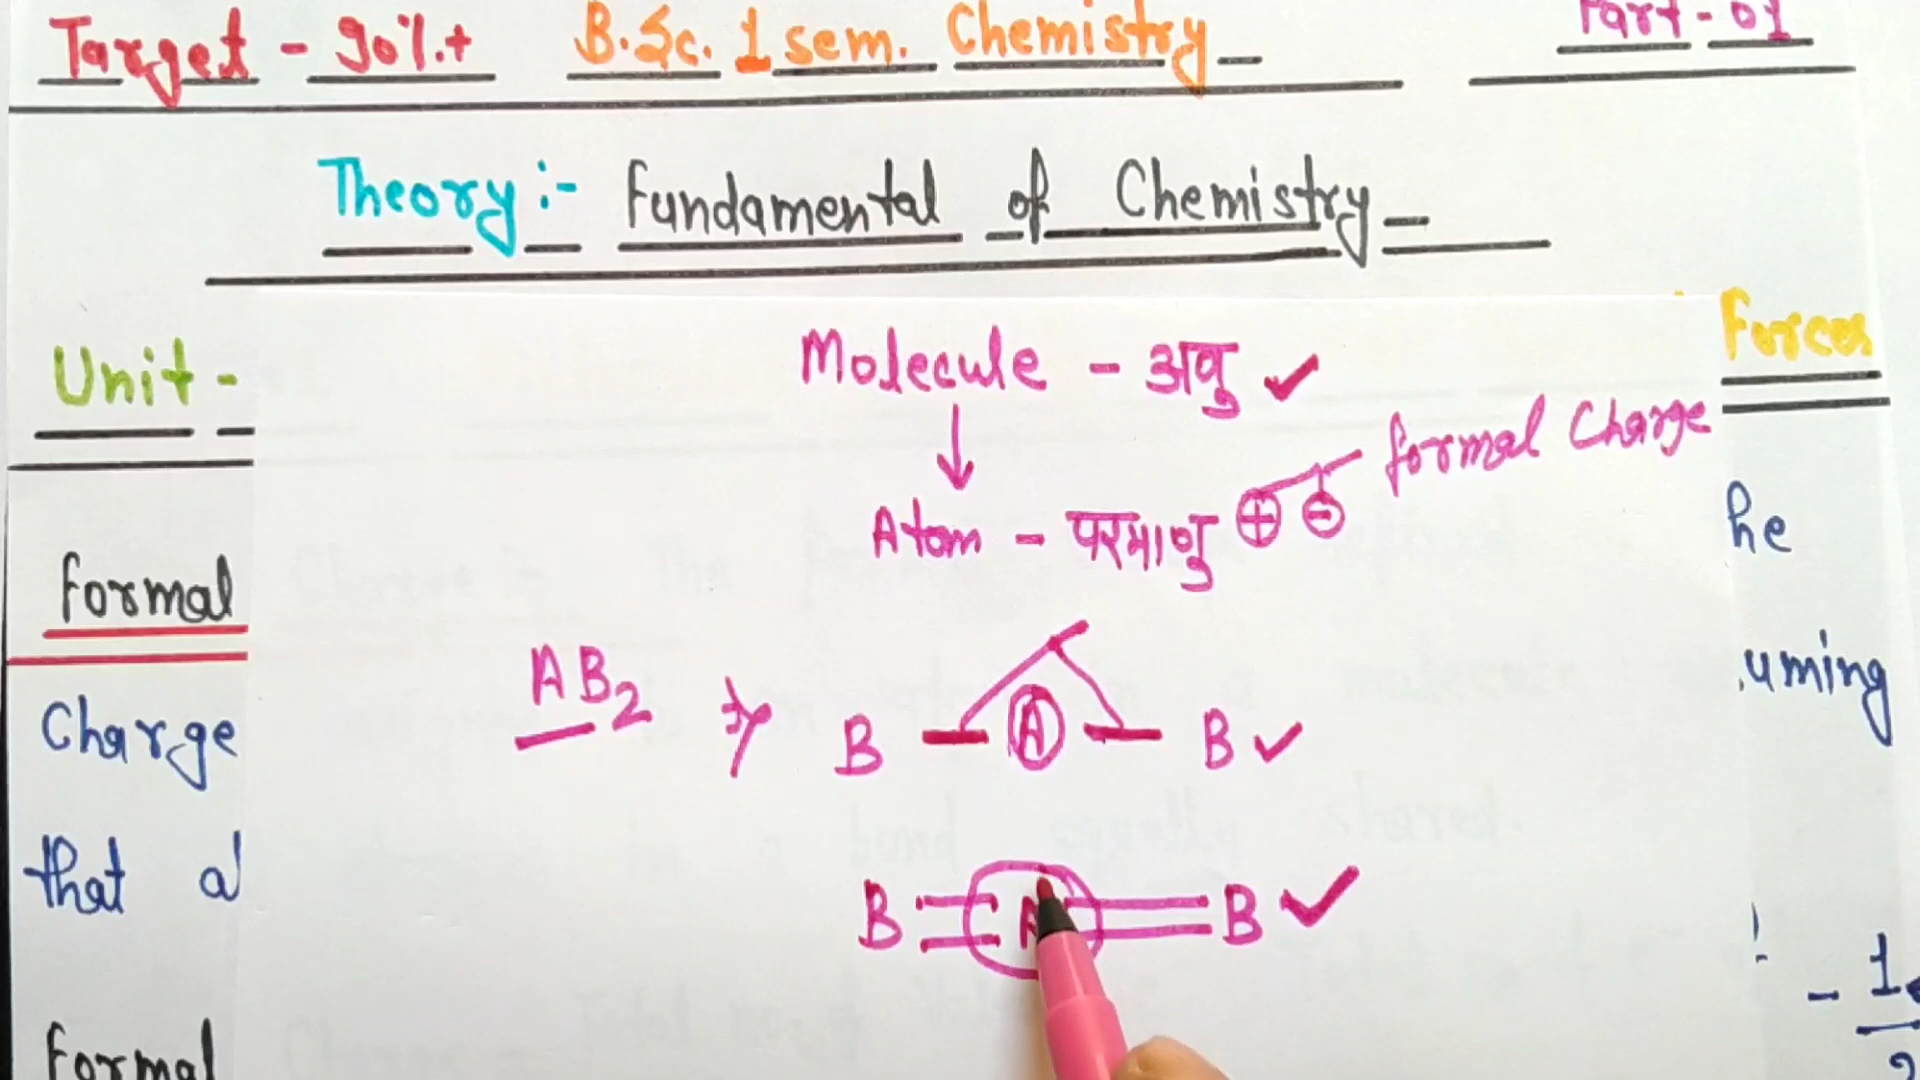 Target - 90%+ B.Sc. 1 sem. Chemistry Part-01
Theory:- Fundamental of Chemistry
Unit - Forces
Molecule - अणु ✓
formal Charge
Atom - परमाणु ⊕ ⊖
he
formal
AB₂ B - A - B ✓
uming
Charge
that a
B = A = B ✓
- 1
formal